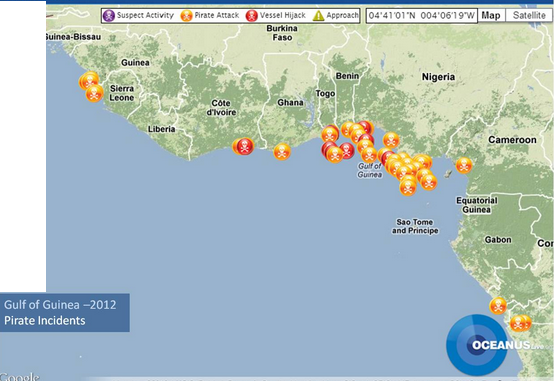 Suspect Activity Pirate Attack Vessel Hijack Approach 04°41'01"N 004°06'19"W Map Satellite
Guinea-Bissau
Burkina
Faso
Guinea
Benin
Nigeria
Sierra
Leone
Togo
Côte
d'Ivoire
Ghana
Liberia
Cameroon
Gulf of
Guinea
Equatorial
Guinea
Sao Tome
and Principe
Gabon
Con
Gulf of Guinea –2012
Pirate Incidents
OCEANUSLive
Google